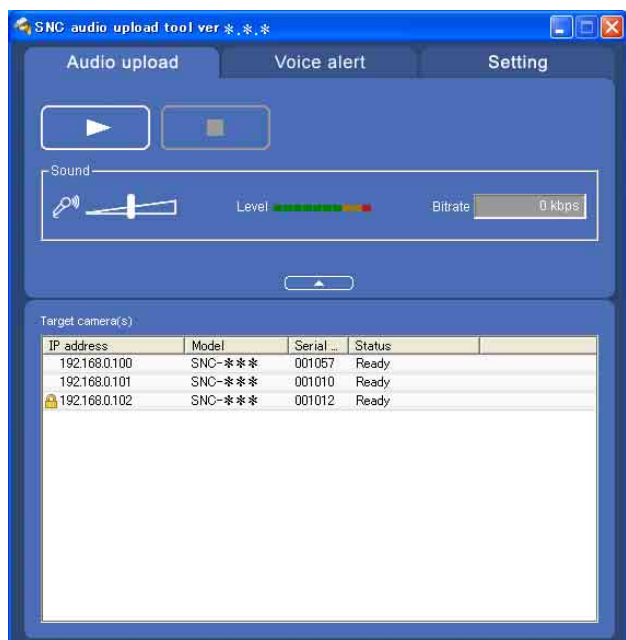 SNC audio upload tool ver *.*.*
Audio upload Voice alert Setting
Sound
Level Bitrate 0 kbps
Target camera(s)
IP address Model Serial ... Status
192.168.0.100 SNC-*** 001057 Ready
192.168.0.101 SNC-*** 001010 Ready
192.168.0.102 SNC-*** 001012 Ready